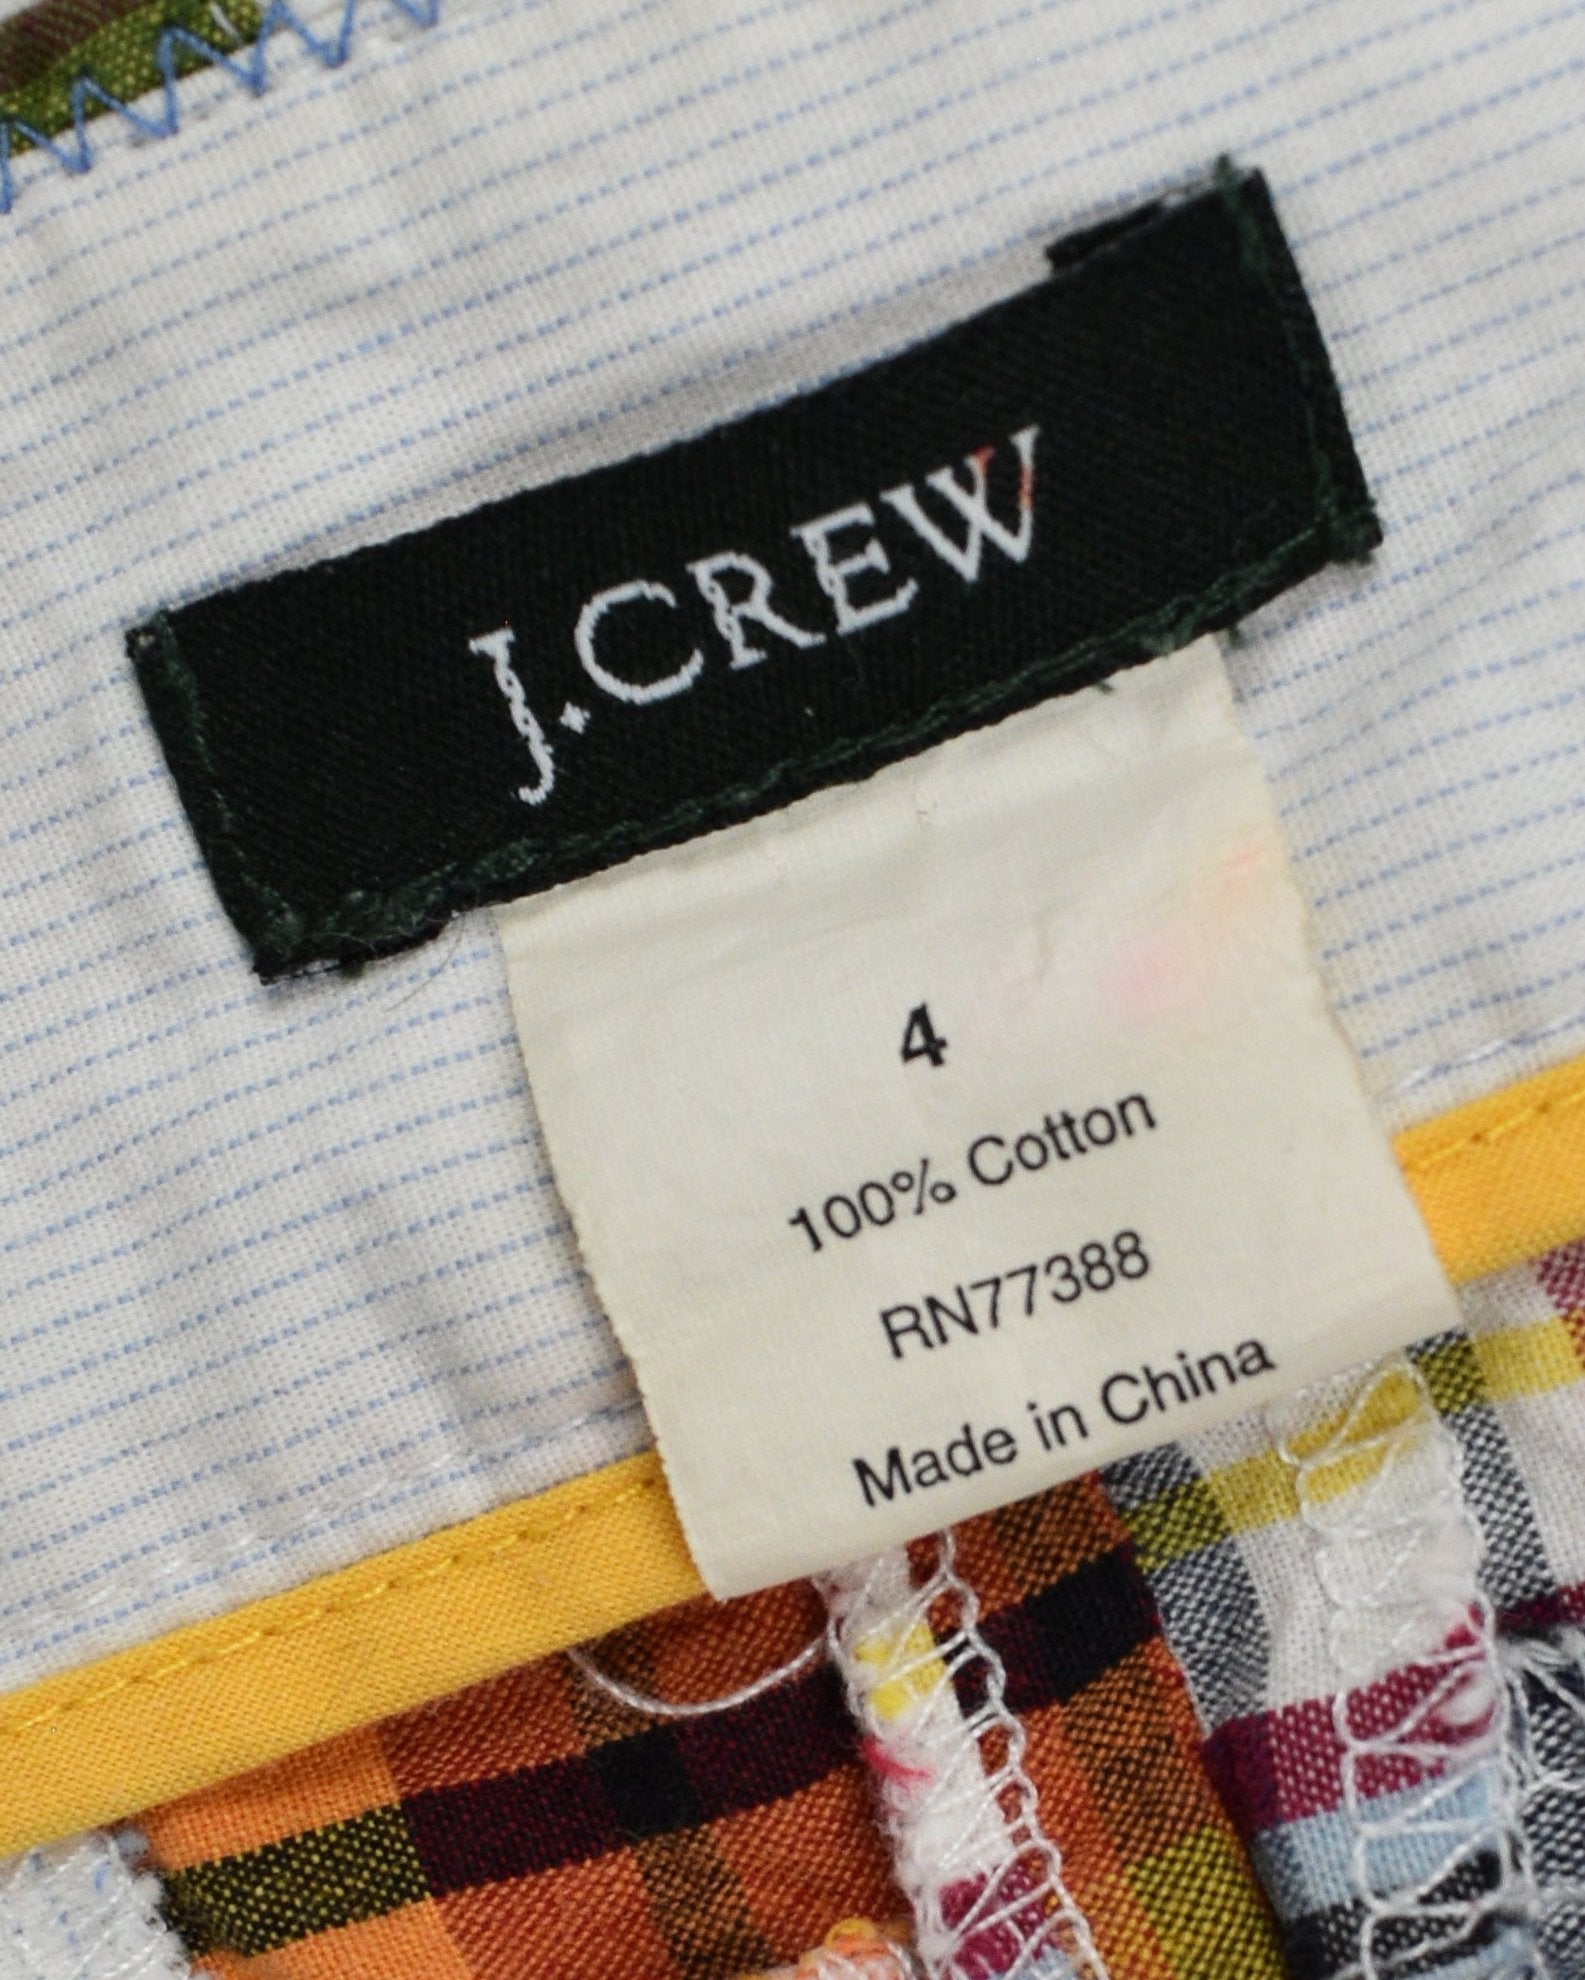 J.CREW
4
100% Cotton
RN77388
Made in China